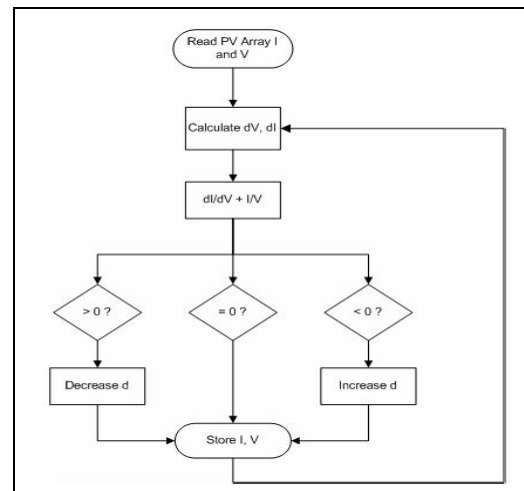 Read PV Array I
and V
Calculate dV, dI
dI/dV + I/V
> 0 ?
= 0 ?
< 0 ?
Decrease d
Increase d
Store I, V